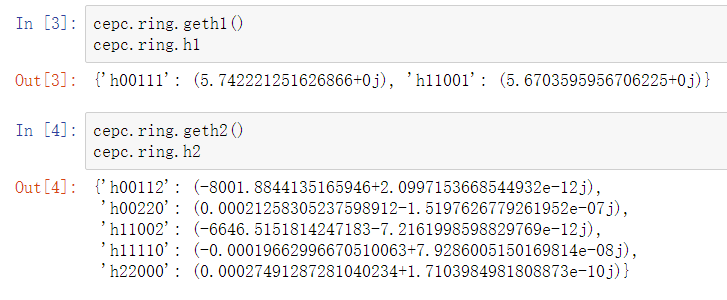 In [3]: cepc.ring.geth1()
cepc.ring.h1
Out[3]: {'h00111': (5.742221251626866+0j), 'h11001': (5.6703595956706225+0j)}
In [4]: cepc.ring.geth2()
cepc.ring.h2
Out[4]: {'h00112': (-8001.8844135165946+2.0997153668544932e-12j),
'h00220': (0.00021258305237598912-1.5197626779261952e-07j),
'h11002': (-6646.5151814247183-7.2161998598829769e-12j),
'h11110': (-0.00019662996670510063+7.9286005150169814e-08j),
'h22000': (0.00027491287281040234+1.7103984981808873e-10j)}